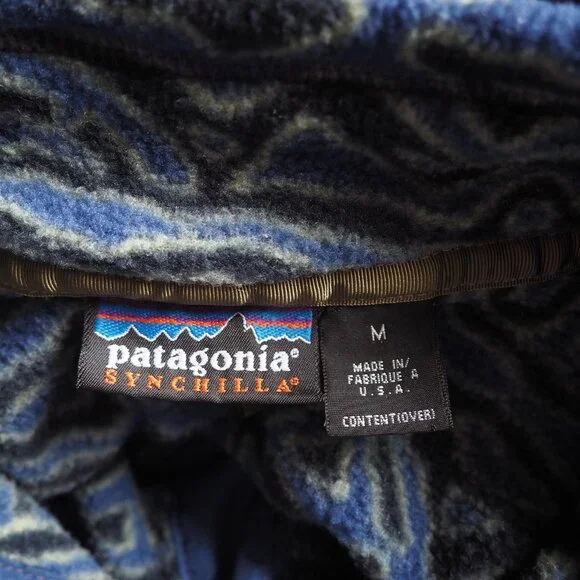 patagonia®
SYNCHILLA®
M
MADE IN/
FABRIQUE A
U.S.A.
CONTENT(OVER)